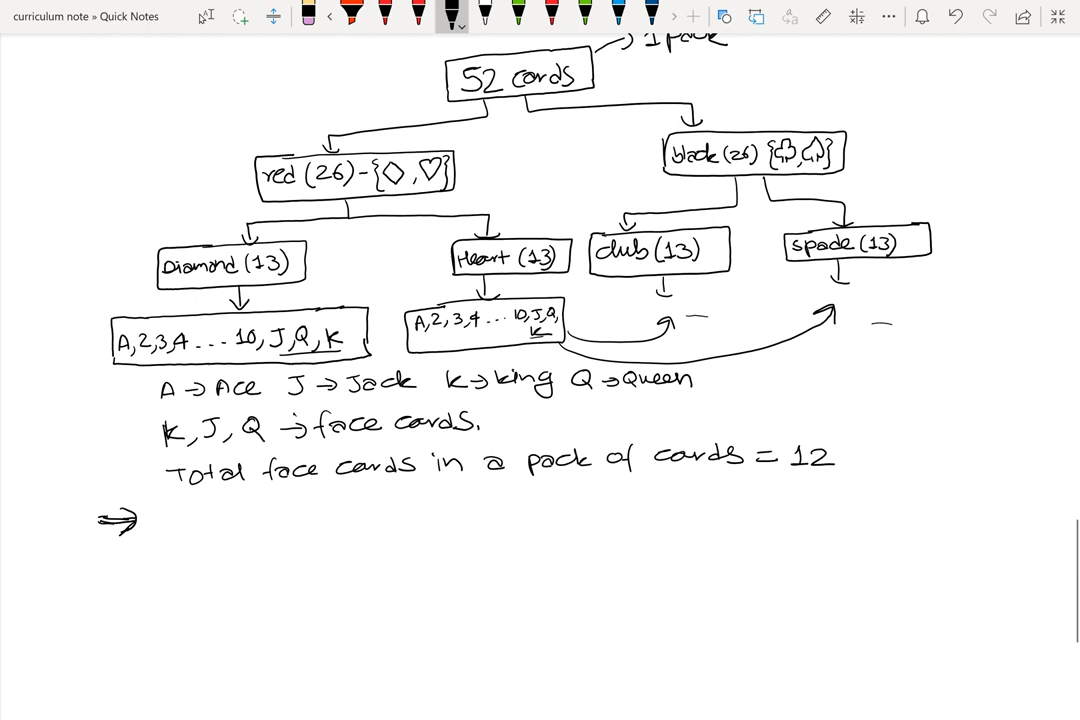 curriculum note » Quick Notes
→ 1 pack
52 cards
red (26) - {◇, ♡}
black (26) {♧, ♤}
Diamond (13)
Heart (13)
club (13)
spade (13)
A, 2, 3, 4 ... 10, J, Q, K
A, 2, 3, 4 ... 10, J, Q, K
A → Ace J → Jack K → king Q → Queen
K, J, Q → face cards.
Total face cards in a pack of cards = 12
⇒